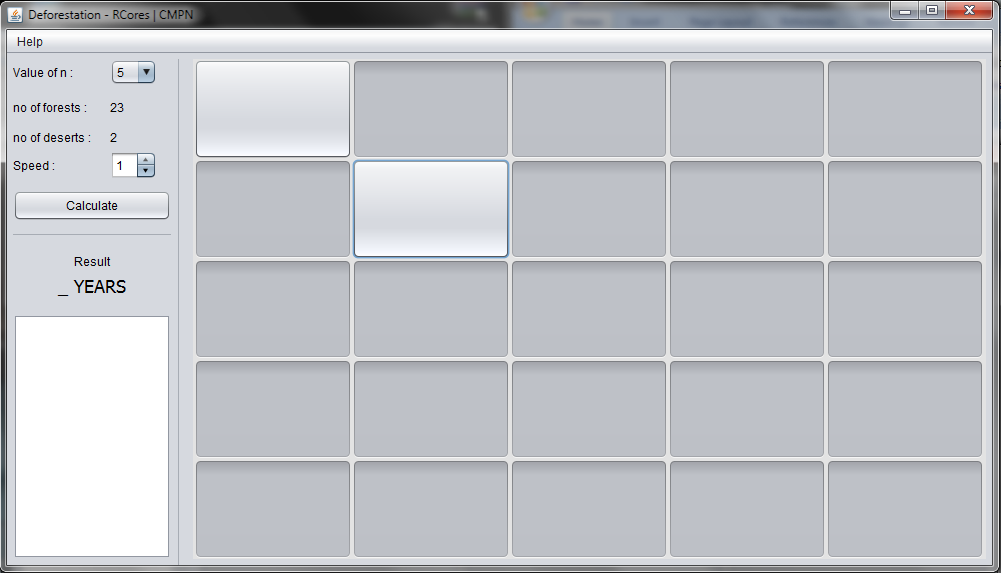 Deforestation - RCores | CMPN
Help
Value of n : 5
no of forests : 23
no of deserts : 2
Speed : 1
Calculate
Result
_ YEARS